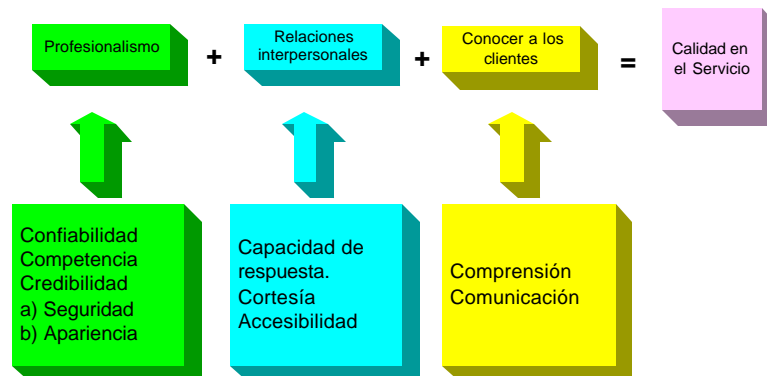 Profesionalismo
+
Relaciones
interpersonales
+
Conocer a los
clientes
=
Calidad en
el Servicio
Confiabilidad
Competencia
Credibilidad
a) Seguridad
b) Apariencia
Capacidad de
respuesta.
Cortesía
Accesibilidad
Comprensión
Comunicación